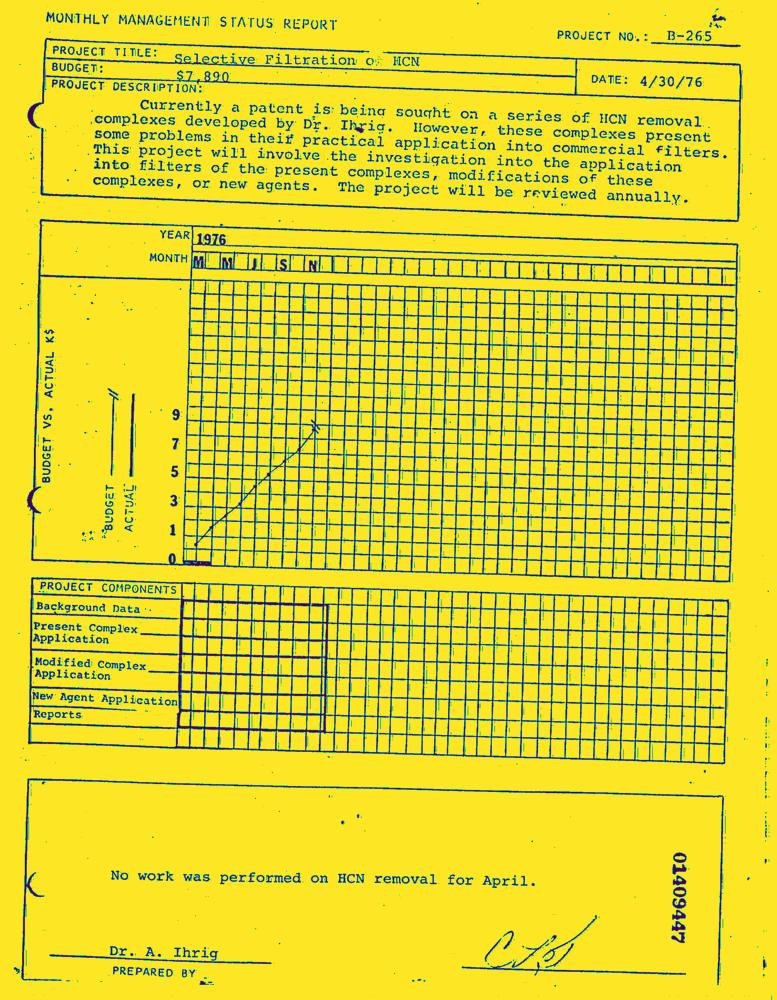 MONTHLY MANAGEMENT STATUS REPORT
PROJECT NO.: B-265
PROJECT TITLE: Selective Filtration of HCN
BUDGET: $7,890
DATE: 4/30/76
PROJECT DESCRIPTION:
Currently a patent is being sought on a series of HCN removal
complexes developed by Dr. Ihrig. However, these complexes present
some problems in their practical application into commercial filters.
This project will involve the investigation into the application
into filters of the present complexes, modifications of these
complexes, or new agents. The project will be reviewed annually.
YEAR 1976
MONTH M M J S N
BUDGET VS. ACTUAL K$
BUDGET
ACTUAL
9
7
5
3
1
0
PROJECT COMPONENTS
Background Data
Present Complex
Application
Modified Complex
Application
New Agent Application
Reports
No work was performed on HCN removal for April.
01409447
Dr. A. Ihrig
PREPARED BY